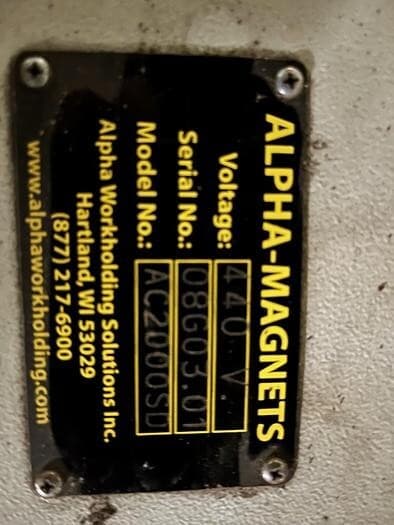 ALPHA-MAGNETS
Voltage: 440 V.
Serial No.: 08G03.01
Model No.: AC2000SD
Alpha Workholding Solutions Inc.
Hartland, WI 53029
(877) 217-6900
www.alphaworkholding.com